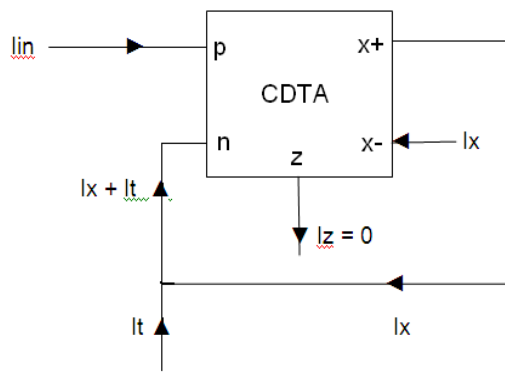 Iin
p
x+
CDTA
n
z
x-
Ix
Ix + It
Iz = 0
It
Ix